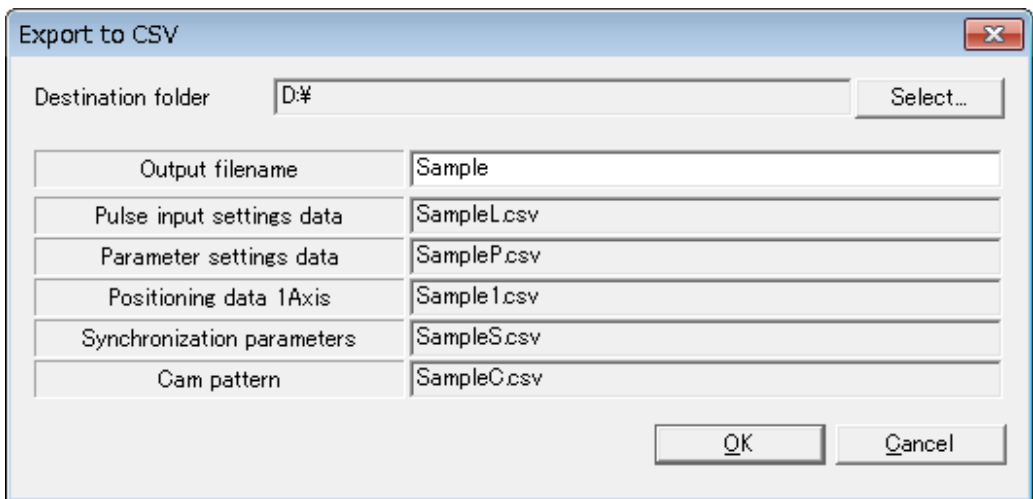 Export to CSV
Destination folder D:¥ Select...
Output filename Sample
Pulse input settings data SampleL.csv
Parameter settings data SampleP.csv
Positioning data 1Axis Sample1.csv
Synchronization parameters SampleS.csv
Cam pattern SampleC.csv
OK Cancel